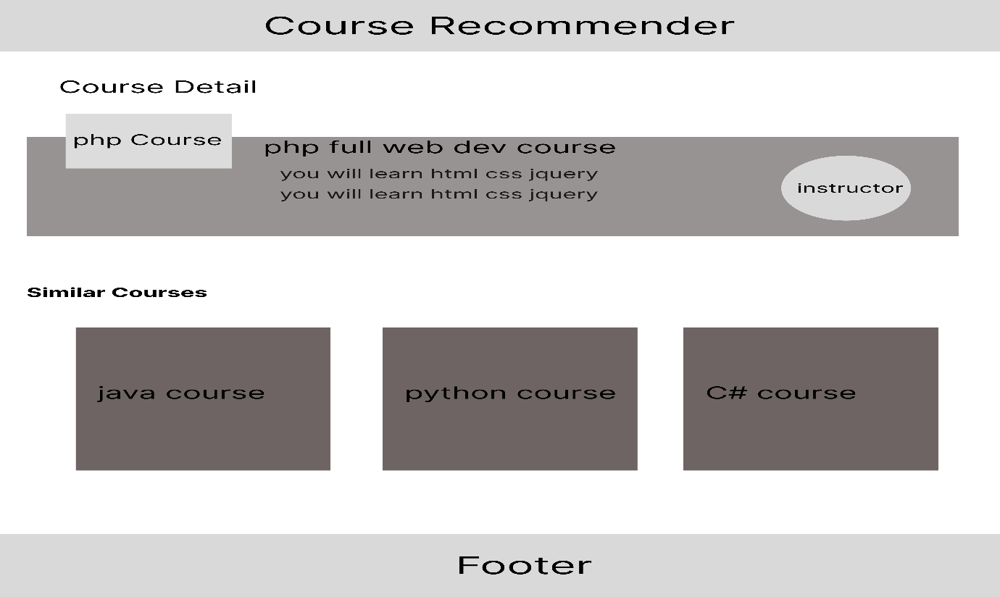 Course Recommender
Course Detail
php Course
php full web dev course
you will learn html css jquery
you will learn html css jquery
instructor
Similar Courses
java course
python course
C# course
Footer